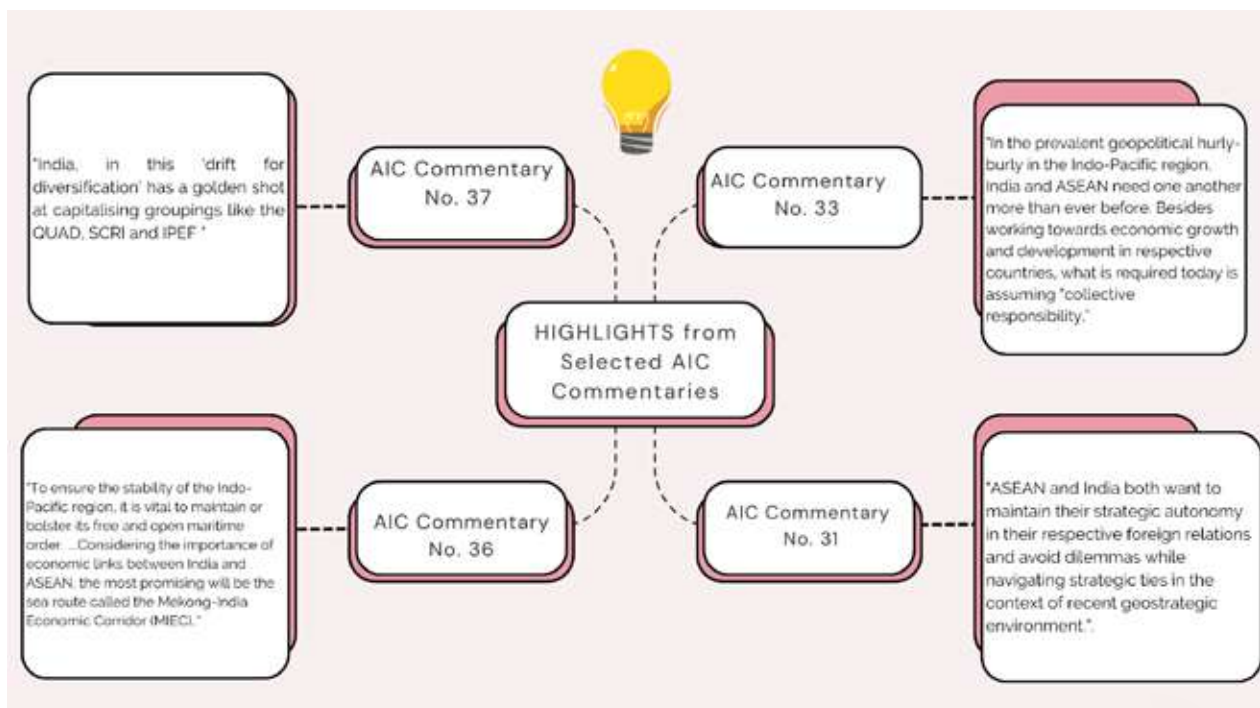 HIGHLIGHTS from
Selected AIC
Commentaries
AIC Commentary
No. 37
"India, in this 'drift for
diversification' has a golden shot
at capitalising groupings like the
QUAD, SCRI and IPEF "
AIC Commentary
No. 33
"In the prevalent geopolitical hurly-
burly in the Indo-Pacific region,
India and ASEAN need one another
more than ever before. Besides
working towards economic growth
and development in respective
countries, what is required today is
assuming "collective
responsibility."
AIC Commentary
No. 36
"To ensure the stability of the Indo-
Pacific region, it is vital to maintain or
bolster its free and open maritime
order. ...Considering the importance of
economic links between India and
ASEAN, the most promising will be the
sea route called the Mekong-India
Economic Corridor (MIEC)."
AIC Commentary
No. 31
"ASEAN and India both want to
maintain their strategic autonomy
in their respective foreign relations
and avoid dilemmas while
navigating strategic ties in the
context of recent geostrategic
environment.".